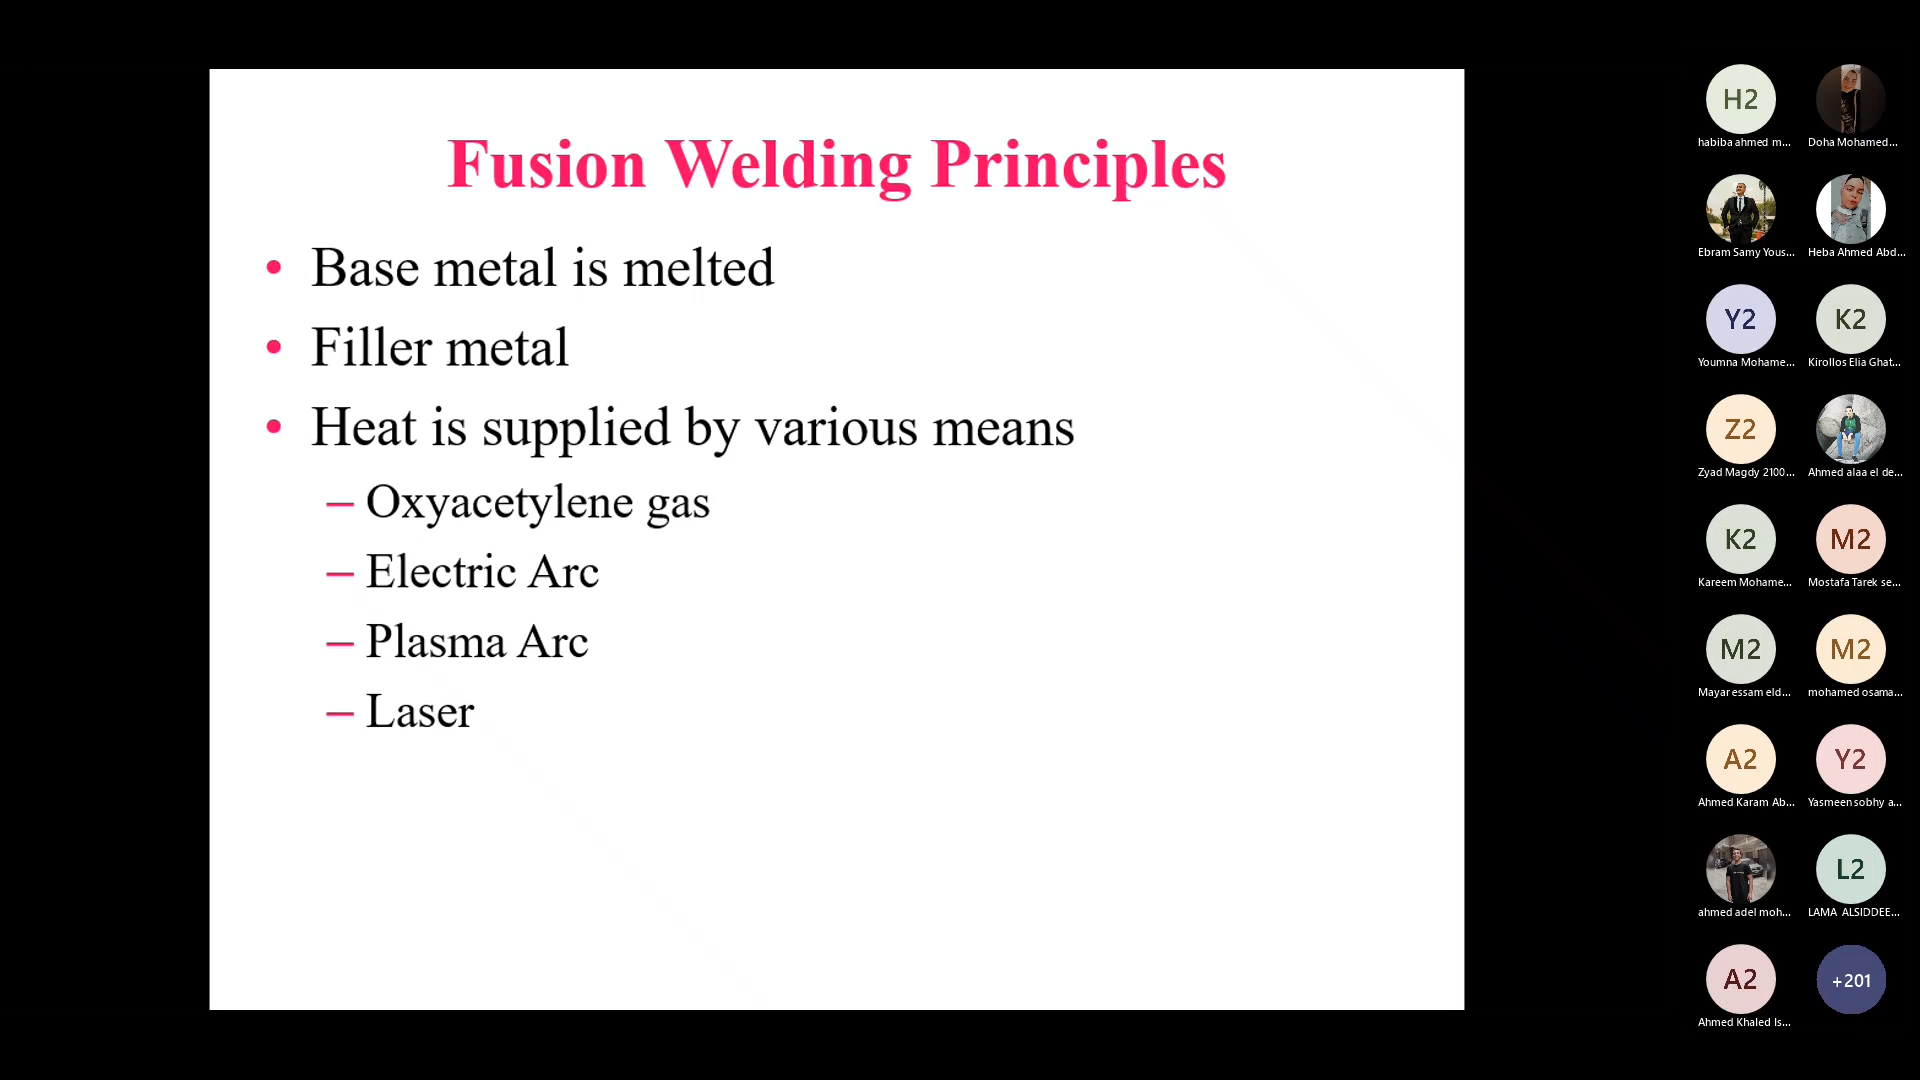 Fusion Welding Principles
• Base metal is melted
• Filler metal
• Heat is supplied by various means
– Oxyacetylene gas
– Electric Arc
– Plasma Arc
– Laser
H2
habiba ahmed m...
Doha Mohamed...
Ebram Samy Yous...
Heba Ahmed Abd...
Y2
K2
Youmna Mohame...
Kirollos Elia Ghat...
Z2
Zyad Magdy 2100...
Ahmed alaa el de...
K2
M2
Kareem Mohame...
Mostafa Tarek se...
M2
M2
Mayar essam eld...
mohamed osama...
A2
Y2
Ahmed Karam Ab...
Yasmeen sobhy a...
L2
ahmed adel moh...
LAMA ALSIDDEE...
A2
+201
Ahmed Khaled Is...